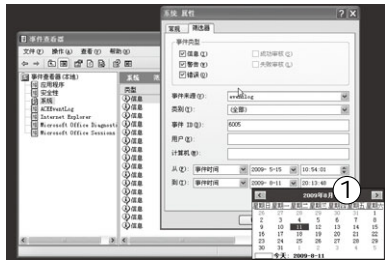 事件查看器
文件(F) 操作(A) 查看(V) 帮助(H)
事件查看器(本地)
应用程序
安全性
系统
ACEEventLog
Internet Explorer
Microsoft Office Diagnosti
Microsoft Office Sessions
系统
类型
信息
信息
信息
信息
信息
信息
信息
信息
信息
信息
信息
信息
系统 属性
常规 筛选器
事件类型
信息(I) 成功审核(S)
警告(W) 失败审核(L)
错误(R)
事件来源(V): eventlog
类别(T): (全部)
事件 ID(D): 6005
用户(U):
计算机(M):
从(F): 事件时间 2009- 5-15 10:54:01
到(T): 事件时间 2009- 8-11 20:13:48
①
2009年8月
星期日 星期一 星期二 星期三 星期四 星期五 星期六
26 27 28 29 30 31 1
2 3 4 5 6 7 8
9 10 11 12 13 14 15
16 17 18 19 20 21 22
23 24 25 26 27 28 29
30 31 1 2 3 4 5
今天: 2009-8-11